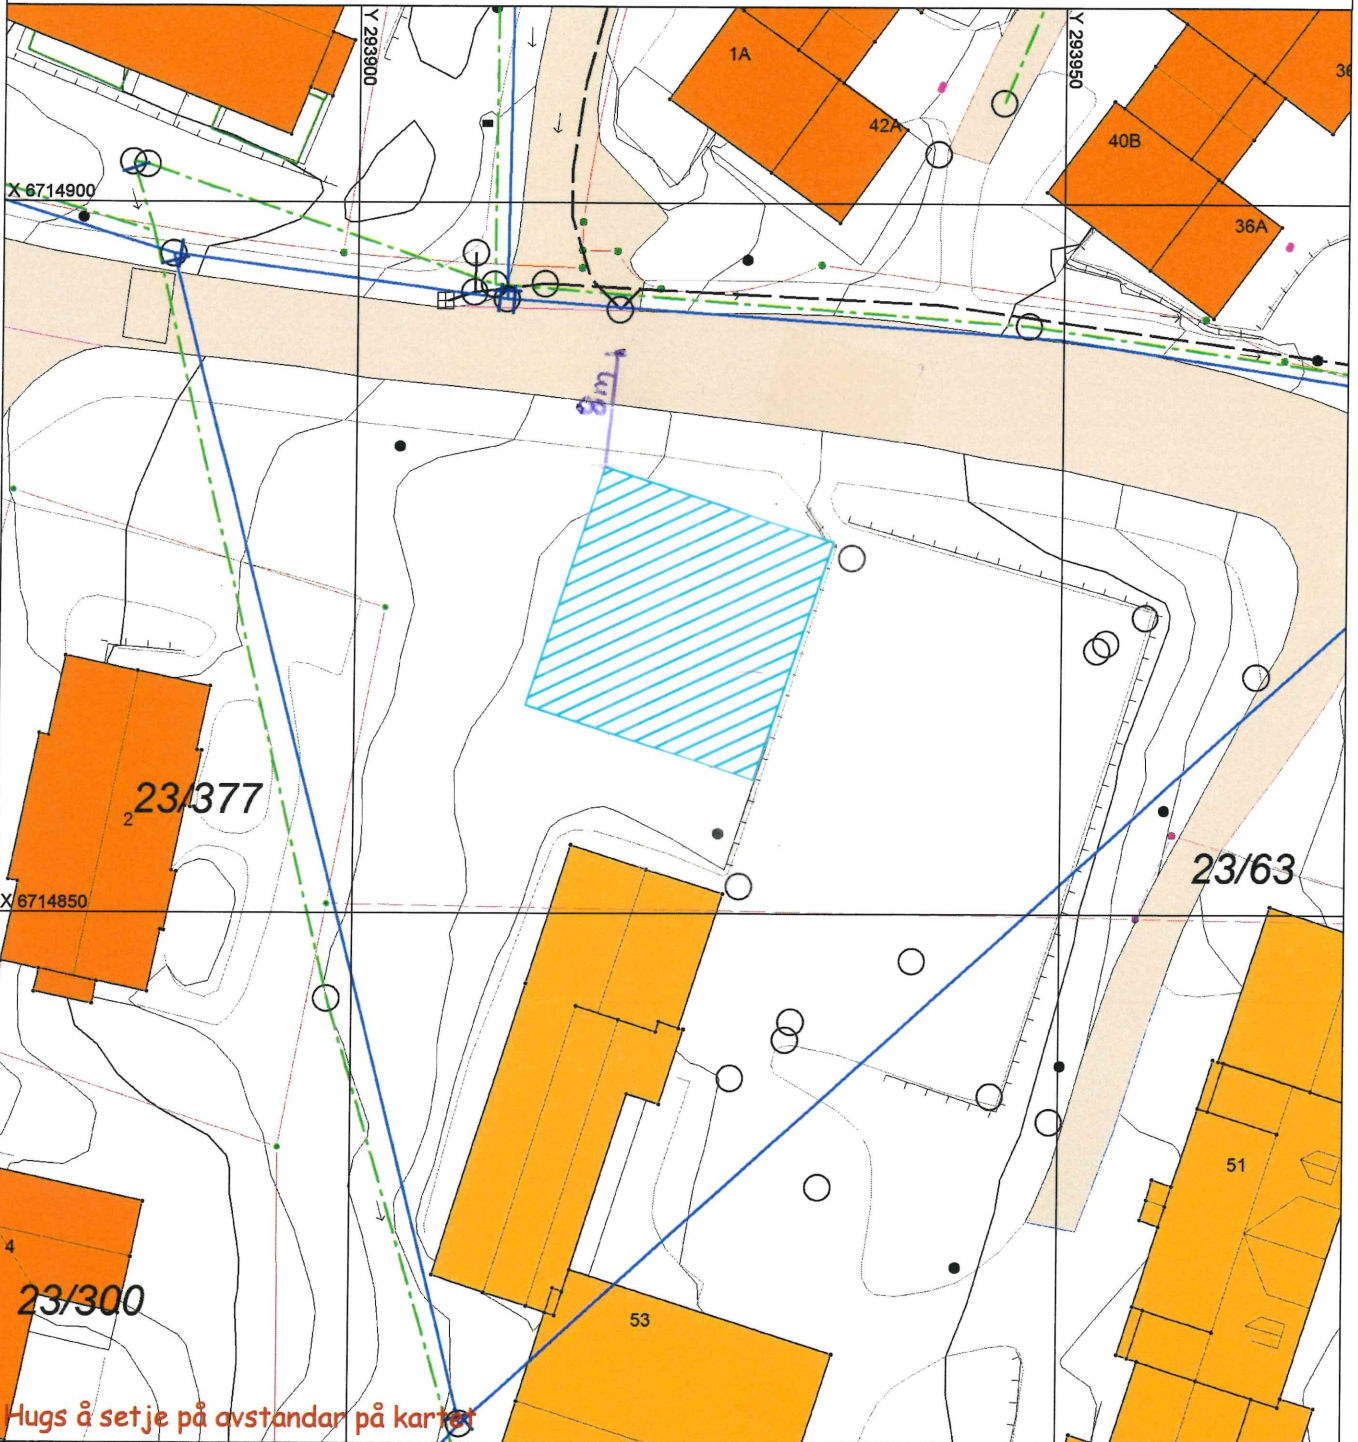 Y 293900
Y 293950
1A
36
42A
40B
X 6714900
36A
8m
23/377
2
23/63
X 6714850
51
4
23/300
53
Hugs å setje på avstandar på kartet